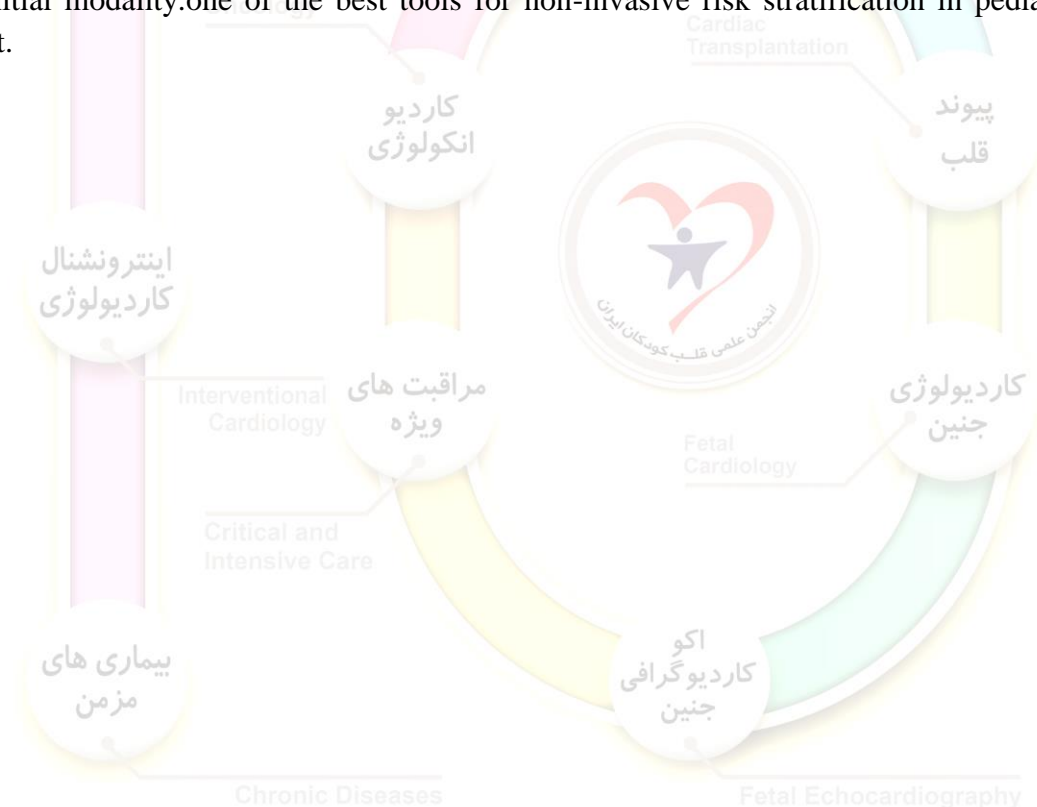 modality.one of the best tools for non-invasive risk stratification in
Cardiac
Transplantation
کاردیو
انکولوژی
پیوند
قلب
انجمن علمی قلب کودکان ایران
اینترونشنال
کاردیولوژی
Interventional
Cardiology
مراقبت های
ویژه
کاردیولوژی
جنین
Fetal
Cardiology
Critical and
Intensive Care
بیماری های
مزمن
اکو
کاردیوگرافی
جنین
Chronic Diseases
Fetal Echocardiography